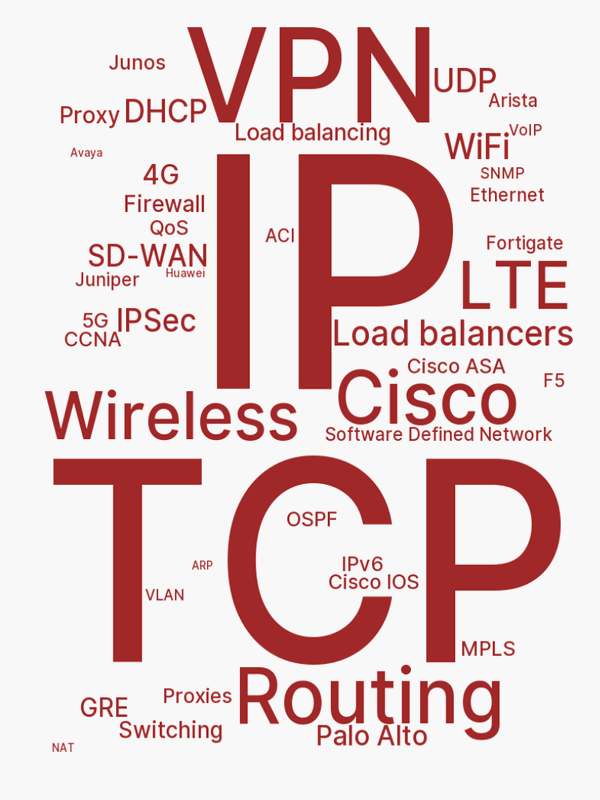 VPN
Junos
UDP
Arista
Proxy
DHCP
Load balancing
VoIP
WiFi
Avaya
IP
4G
SNMP
Ethernet
Firewall
QoS
ACI
Fortigate
SD-WAN
Huawei
Juniper
LTE
5G
IPSec
CCNA
Load balancers
Cisco ASA
F5
Cisco
Wireless
Software Defined Network
TCP
OSPF
ARP
IPv6
Cisco IOS
VLAN
MPLS
Routing
Proxies
GRE
Switching
Palo Alto
NAT